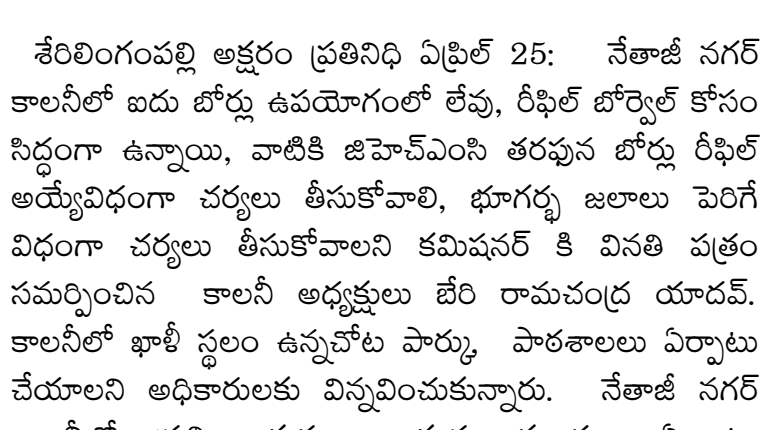 శేరిలింగంపల్లి అక్షరం ప్రతినిధి ఏప్రిల్ 25: నేతాజీ నగర్
కాలనీలో ఐదు బోర్లు ఉపయోగంలో లేవు, రీఫిల్ బోర్వెల్ కోసం
సిద్ధంగా ఉన్నాయి, వాటికి జిహెచ్ఎంసి తరఫున బోర్లు రీఫిల్
అయ్యేవిధంగా చర్యలు తీసుకోవాలి, భూగర్భ జలాలు పెరిగే
విధంగా చర్యలు తీసుకోవాలని కమిషనర్ కి వినతి పత్రం
సమర్పించిన కాలనీ అధ్యక్షులు బేరి రామచంద్ర యాదవ్.
కాలనీలో ఖాళీ స్థలం ఉన్నచోట పార్కు, పాఠశాలలు ఏర్పాటు
చేయాలని అధికారులకు విన్నవించుకున్నారు. నేతాజీ నగర్